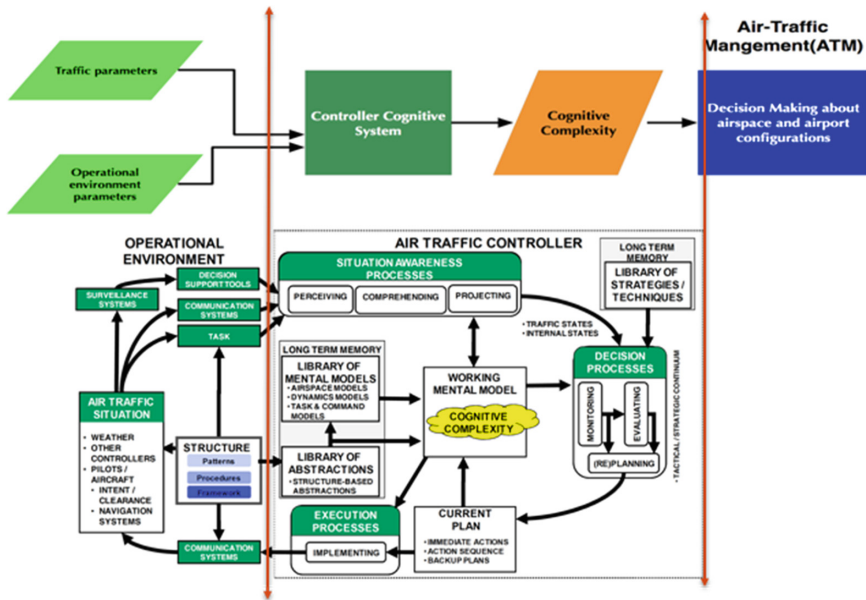 Air-Traffic
Mangement(ATM)
Traffic parameters
Controller Cognitive
System
Cognitive
Complexity
Decision Making about
airspace and airport
configurations
Operational
environment
parameters
OPERATIONAL
ENVIRONMENT
AIR TRAFFIC CONTROLLER
DECISION
SUPPORT TOOLS
SURVEILLANCE
SYSTEMS
COMMUNICATION
SYSTEMS
TASK
AIR TRAFFIC
SITUATION
• WEATHER
• OTHER
CONTROLLERS
• PILOTS /
AIRCRAFT
• INTENT /
CLEARANCE
• NAVIGATION
SYSTEMS
STRUCTURE
Patterns
Procedures
Framework
COMMUNICATION
SYSTEMS
SITUATION AWARENESS
PROCESSES
PERCEIVING
COMPREHENDING
PROJECTING
LONG TERM MEMORY
LIBRARY OF
STRATEGIES /
TECHNIQUES
• TRAFFIC STATES
• INTERNAL STATES
LONG TERM MEMORY
LIBRARY OF
MENTAL MODELS
• AIRSPACE MODELS
• DYNAMICS MODELS
• TASK & COMMAND
MODELS
LIBRARY OF
ABSTRACTIONS
• STRUCTURE-BASED
ABSTRACTIONS
WORKING
MENTAL MODEL
COGNITIVE
COMPLEXITY
DECISION
PROCESSES
MONITORING
EVALUATING
(RE)PLANNING
• TACTICAL / STRATEGIC CONTINUUM
EXECUTION
PROCESSES
IMPLEMENTING
CURRENT
PLAN
• IMMEDIATE ACTIONS
• ACTION SEQUENCE
• BACKUP PLANS